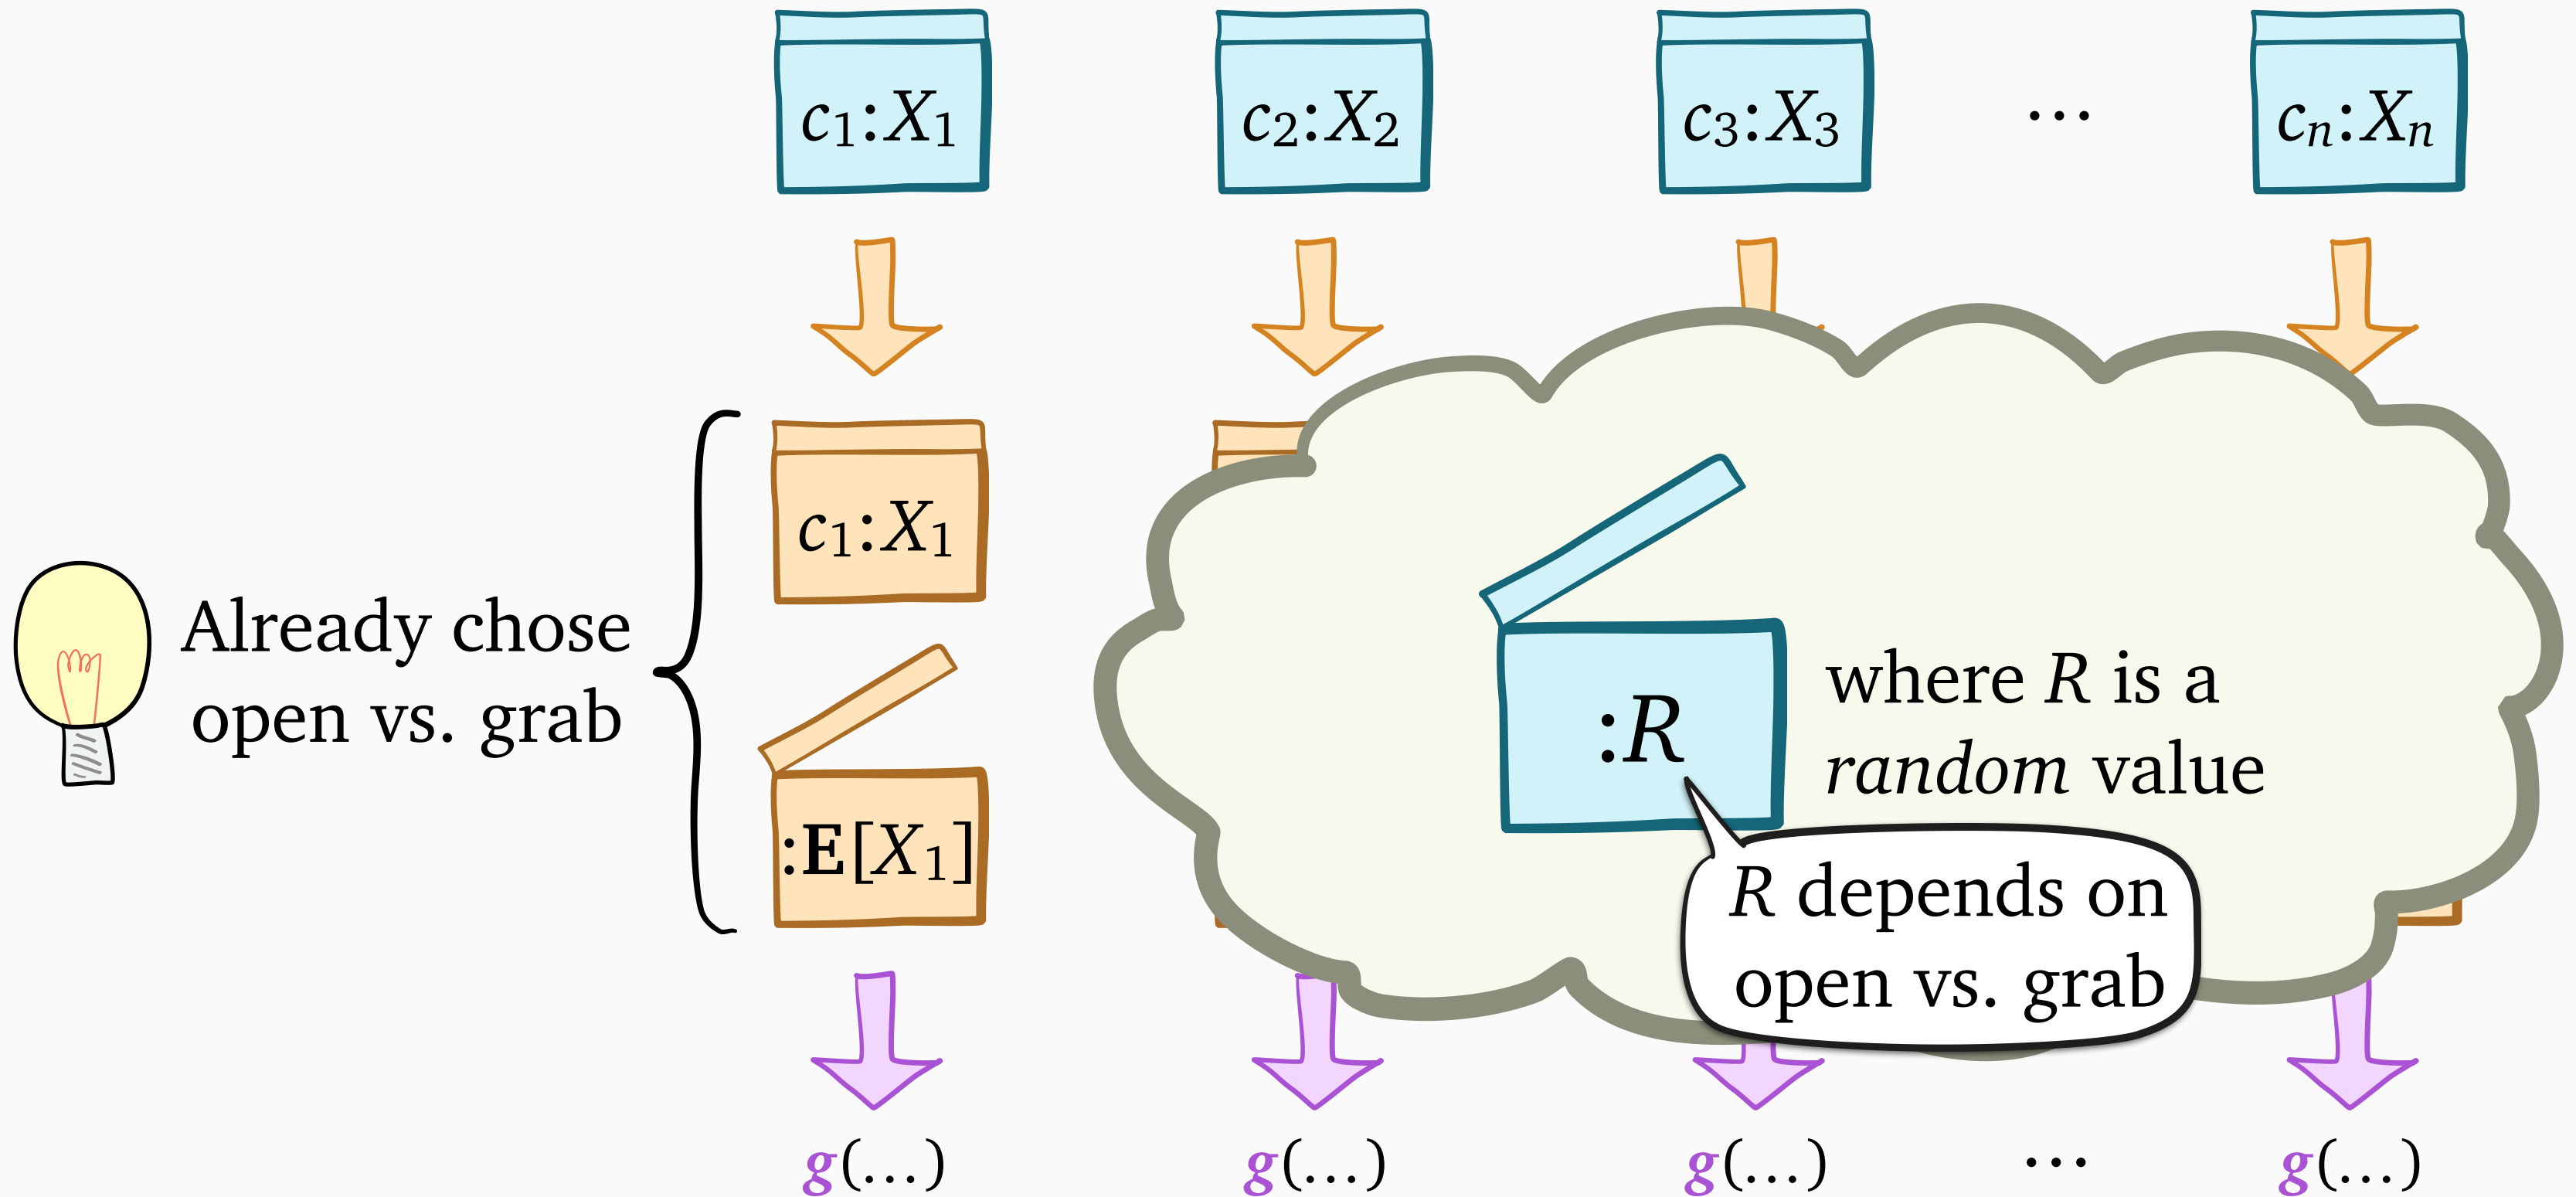 c₁:X₁
c₂:X₂
c₃:X₃
...
cₙ:Xₙ
c₁:X₁
Already chose
open vs. grab
:E[X₁]
:R
where R is a
random value
R depends on
open vs. grab
g(...)
g(...)
g(...)
...
g(...)